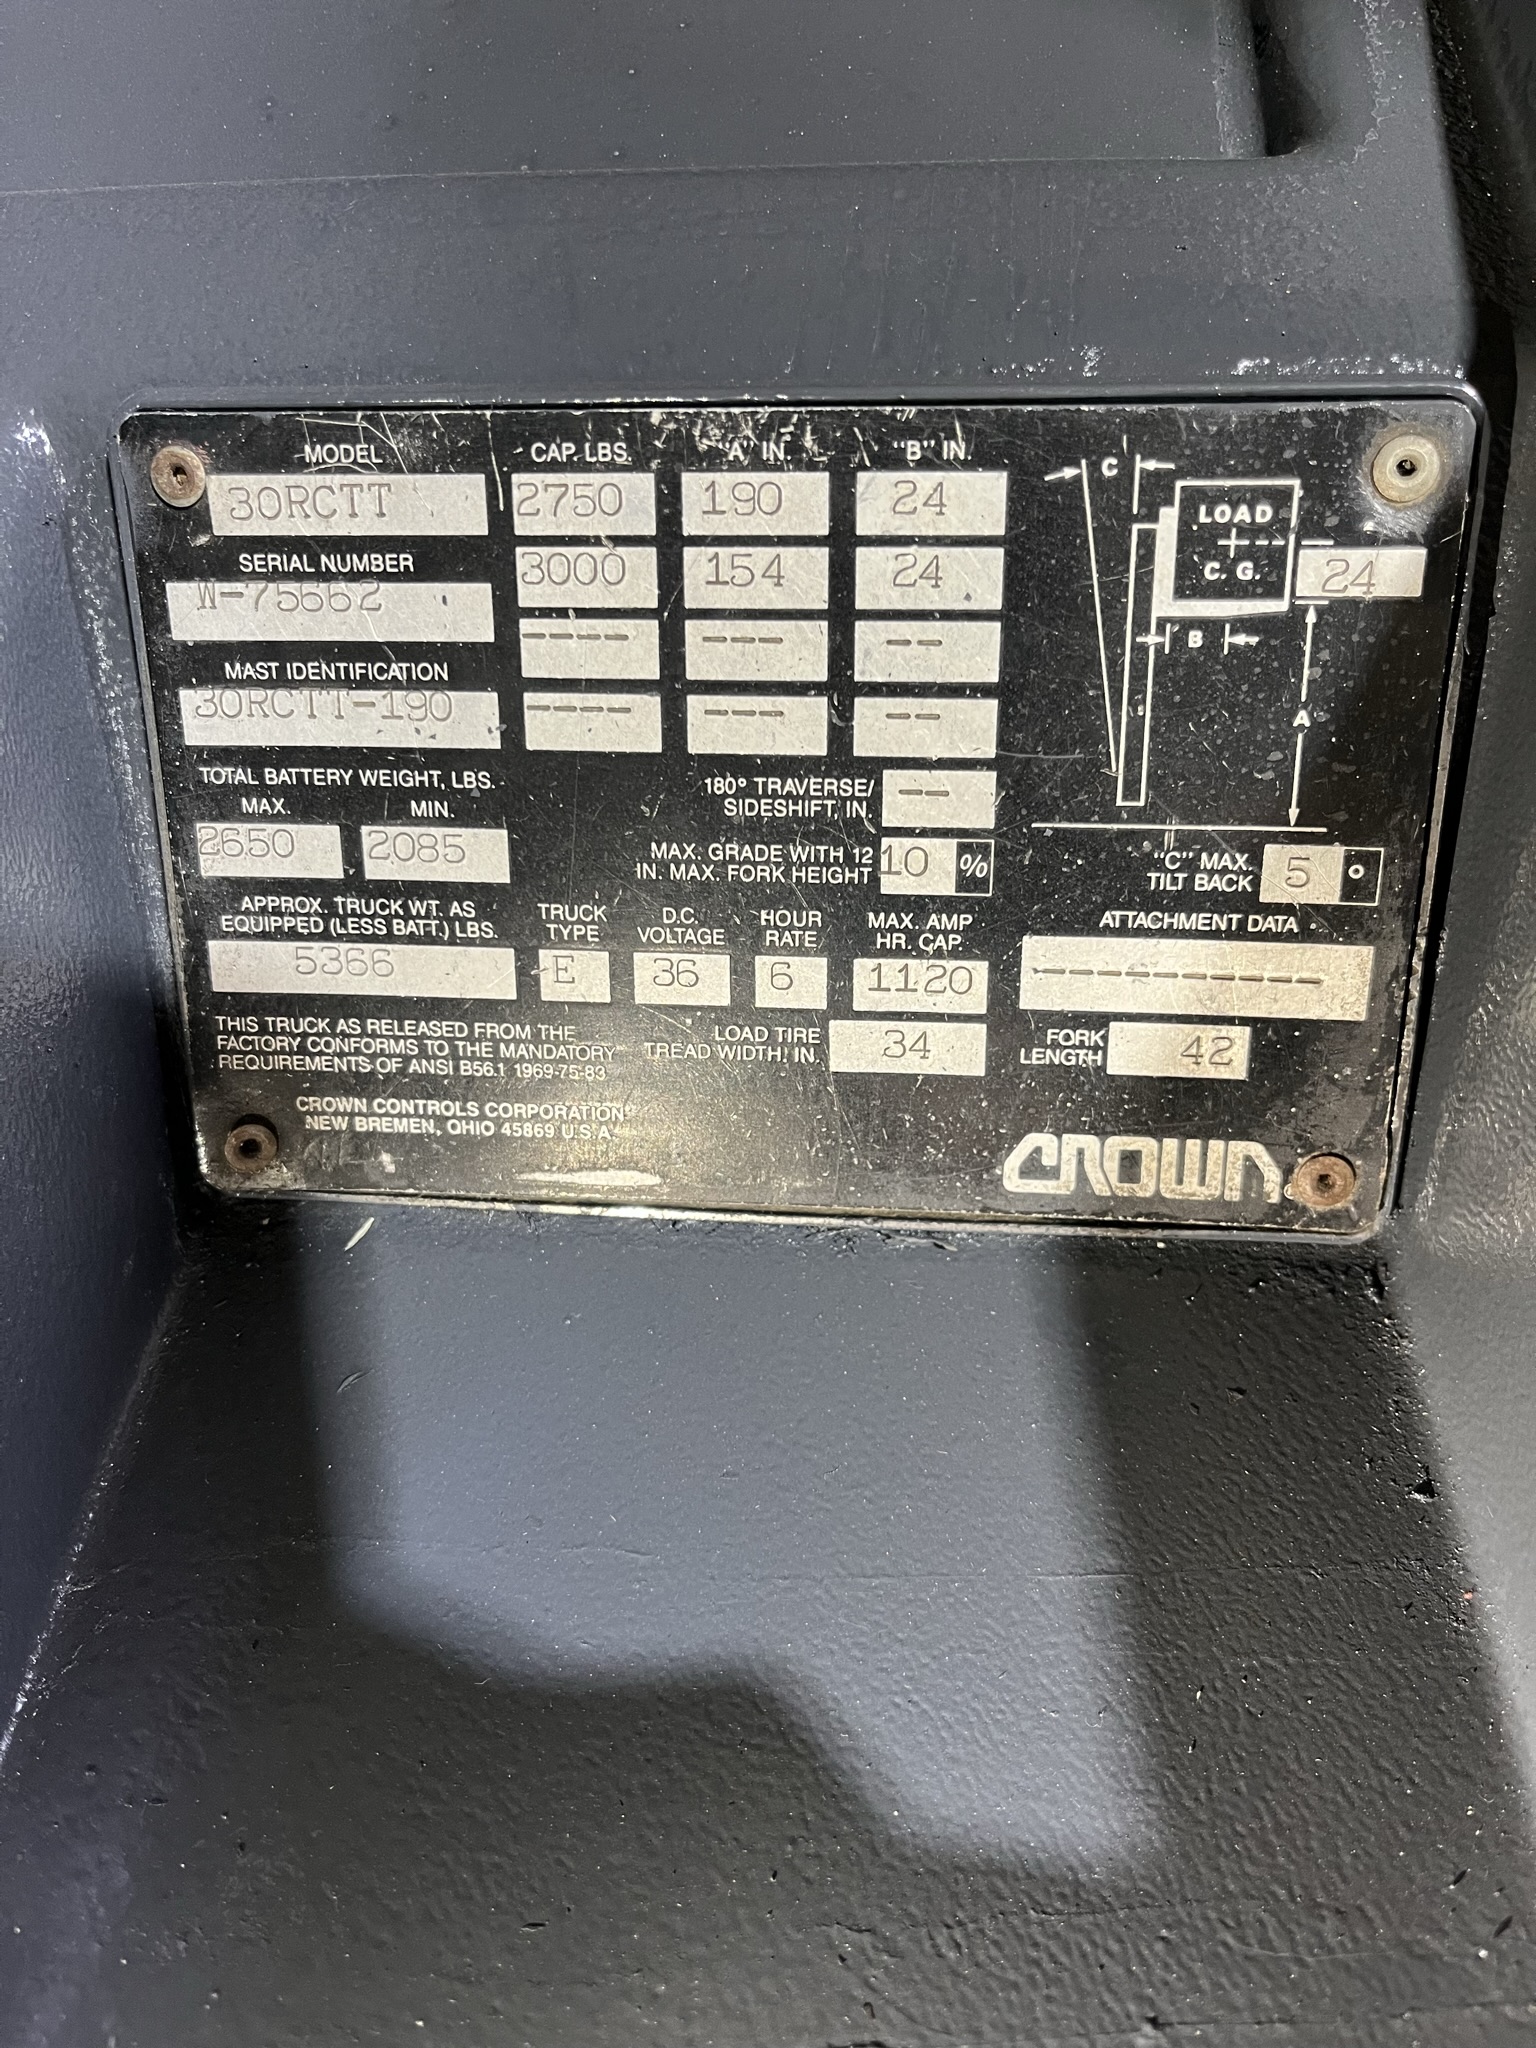 MODEL CAP. LBS. "A" IN. "B" IN.
30RCTT 2750 190 24
SERIAL NUMBER 3000 154 24
W-75662 ---- --- --
MAST IDENTIFICATION
30RCTT-190 ---- --- --
C LOAD
C. G. 24
B
A
TOTAL BATTERY WEIGHT, LBS.
MAX. MIN.
2650 2085
180° TRAVERSE/
SIDESHIFT, IN. --
MAX. GRADE WITH 12
IN. MAX. FORK HEIGHT 10 %
"C" MAX.
TILT BACK 5 °
APPROX. TRUCK WT. AS
EQUIPPED (LESS BATT.) LBS.
5366
TRUCK
TYPE
E
D.C.
VOLTAGE
36
HOUR
RATE
6
MAX. AMP
HR. CAP.
1120
ATTACHMENT DATA
-----------
THIS TRUCK AS RELEASED FROM THE
FACTORY CONFORMS TO THE MANDATORY
REQUIREMENTS OF ANSI B56.1 1969-75-83
LOAD TIRE
TREAD WIDTH, IN. 34
FORK
LENGTH 42
CROWN CONTROLS CORPORATION
NEW BREMEN, OHIO 45869 U.S.A.
CROWN